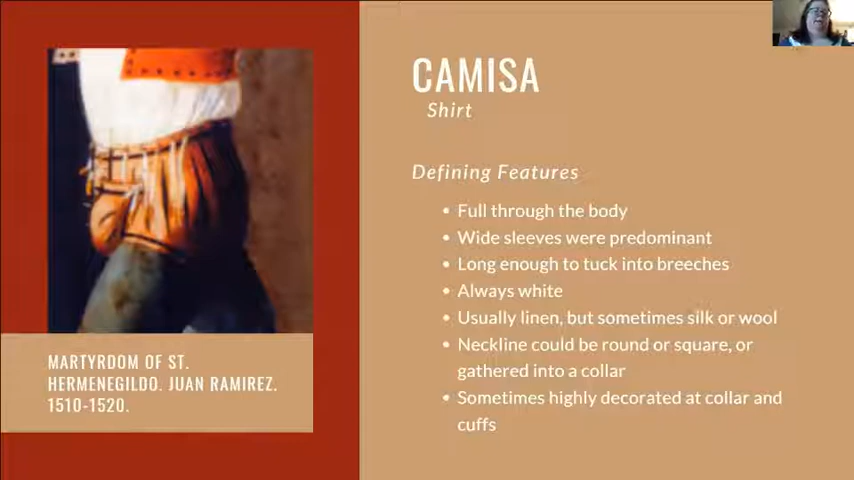 CAMISA
Shirt
Defining Features
• Full through the body
• Wide sleeves were predominant
• Long enough to tuck into breeches
• Always white
• Usually linen, but sometimes silk or wool
• Neckline could be round or square, or
gathered into a collar
• Sometimes highly decorated at collar and
cuffs
MARTYRDOM OF ST.
HERMENEGILDO. JUAN RAMIREZ.
1510-1520.